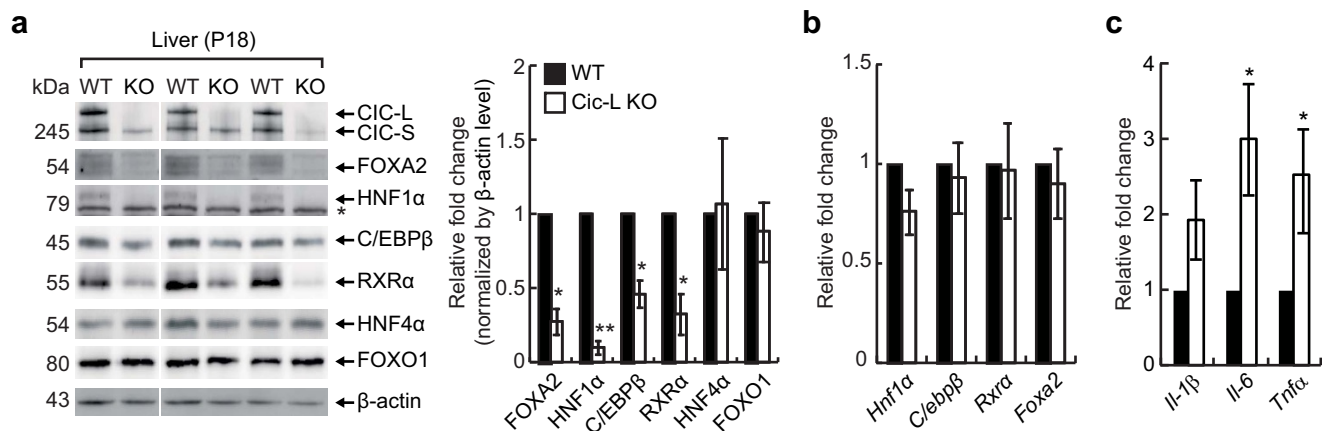 a
Liver (P18)
kDa WT KO WT KO WT KO
CIC-L
245 CIC-S
54 FOXA2
HNF1α
79 *
45 C/EBPβ
55 RXRα
54 HNF4α
80 FOXO1
43 β-actin
Relative fold change
(normalized by β-actin level)
2
1.5
1
0.5
0
WT
Cic-L KO
*
**
*
*
FOXA2
HNF1α
C/EBPβ
RXRα
HNF4α
FOXO1
b
Relative fold change
1.5
1
0.5
0
Hnf1α
C/ebpβ
Rxrα
Foxa2
c
Relative fold change
4
3
2
1
0
*
*
Il-1β
Il-6
Tnfα